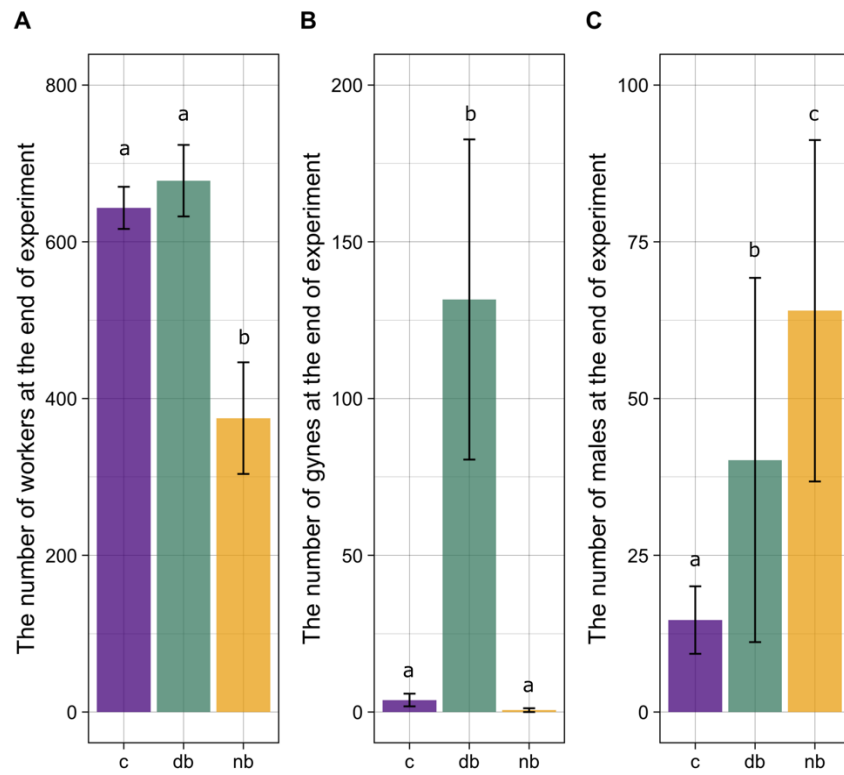 A
The number of workers at the end of experiment
800
600
400
200
0
a
a
b
c db nb
B
The number of gynes at the end of experiment
200
150
100
50
0
a
b
a
c db nb
C
The number of males at the end of experiment
100
75
50
25
0
a
b
c
c db nb